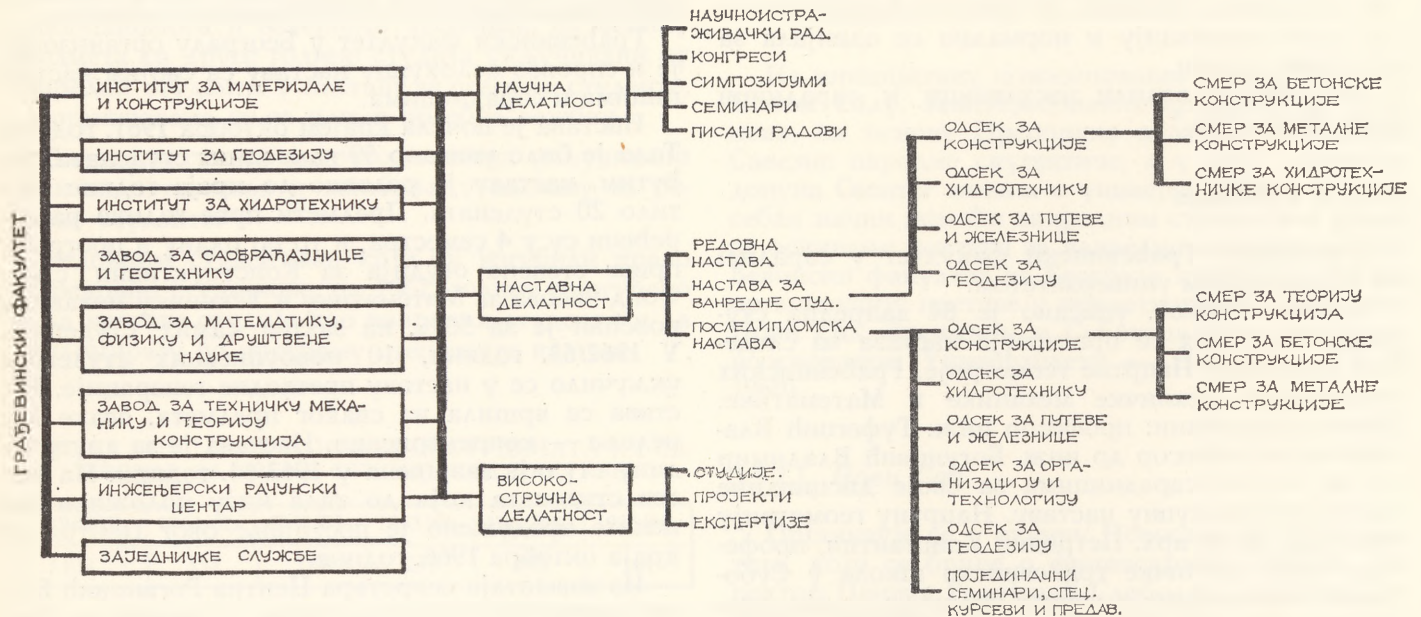 ГРАЂЕВИНСКИ ФАКУЛТЕТ
ИНСТИТУТ ЗА МАТЕРИЈАЛЕ
И КОНСТРУКЦИЈЕ
ИНСТИТУТ ЗА ГЕОДЕЗИЈУ
ИНСТИТУТ ЗА ХИДРОТЕХНИКУ
ЗАВОД ЗА САОБРАЋАЈНИЦЕ
И ГЕОТЕХНИКУ
ЗАВОД ЗА МАТЕМАТИКУ,
ФИЗИКУ И ДРУШТВЕНЕ
НАУКЕ
ЗАВОД ЗА ТЕХНИЧКУ МЕХА-
НИКУ И ТЕОРИЈУ
КОНСТРУКЦИЈА
ИНЖЕЊЕРСКИ РАЧУНСКИ
ЦЕНТАР
ЗАЈЕДНИЧКЕ СЛУЖБЕ
НАУЧНА
ДЕЛАТНОСТ
НАСТАВНА
ДЕЛАТНОСТ
ВИСОКО-
СТРУЧНА
ДЕЛАТНОСТ
НАУЧНОИСТРА-
ЖИВАЧКИ РАД.
КОНГРЕСИ
СИМПОЗИЈУМИ
СЕМИНАРИ
ПИСАНИ РАДОВИ
РЕДОВНА
НАСТАВА
НАСТАВА ЗА
ВАНРЕДНЕ СТУД.
ПОСЛЕДИПЛОМСКА
НАСТАВА
СТУДИЈЕ.
ПРОЈЕКТИ
ЕКСПЕРТИЗЕ
ОДСЕК ЗА
КОНСТРУКЦИЈЕ
ОДСЕК ЗА
ХИДРОТЕХНИКУ
ОДСЕК ЗА ПУТЕВЕ
И ЖЕЛЕЗНИЦЕ
ОДСЕК ЗА
ГЕОДЕЗИЈУ
ОДСЕК ЗА
КОНСТРУКЦИЈЕ
ОДСЕК ЗА
ХИДРОТЕХНИКУ
ОДСЕК ЗА ПУТЕВЕ
И ЖЕЛЕЗНИЦЕ
ОДСЕК ЗА ОРГА-
НИЗАЦИЈУ И
ТЕХНОЛОГИЈУ
ОДСЕК ЗА
ГЕОДЕЗИЈУ
ПОЈЕДИНАЧНИ
СЕМИНАРИ, СПЕЦ.
КУРСЕВИ И ПРЕДАВ.
СМЕР ЗА БЕТОНСКЕ
КОНСТРУКЦИЈЕ
СМЕР ЗА МЕТАЛНЕ
КОНСТРУКЦИЈЕ
СМЕР ЗА ХИДРОТЕХ-
НИЧКЕ КОНСТРУКЦИЈЕ
СМЕР ЗА ТЕОРИЈУ
КОНСТРУКЦИЈА
СМЕР ЗА БЕТОНСКЕ
КОНСТРУКЦИЈЕ
СМЕР ЗА МЕТАЛНЕ
КОНСТРУКЦИЈЕ